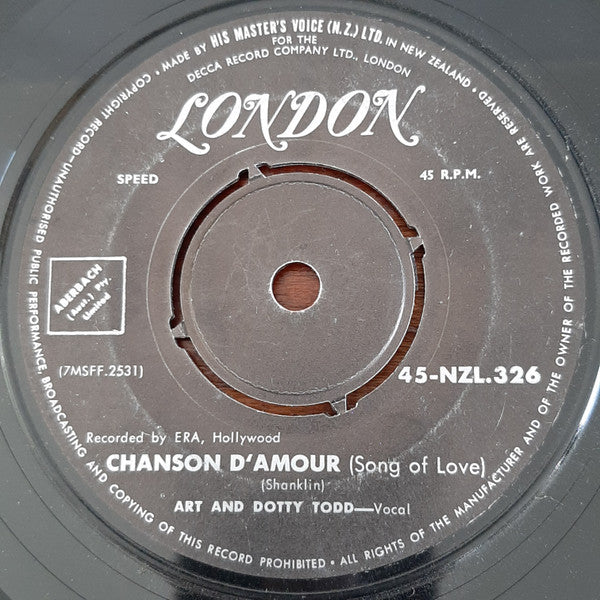 MADE BY HIS MASTER'S VOICE (N.Z.) LTD. IN NEW ZEALAND •
FOR THE
DECCA RECORD COMPANY LTD., LONDON
LONDON
SPEED
45 R.P.M.
ABERBACH
(Aust.) Pty.
Limited
(7MSFF.2531)
45-NZL.326
Recorded by ERA, Hollywood
CHANSON D'AMOUR (Song of Love)
(Shanklin)
ART AND DOTTY TODD—Vocal
COPYRIGHT RECORD—UNAUTHORISED PUBLIC PERFORMANCE, BROADCASTING AND COPYING OF THIS RECORD PROHIBITED • ALL RIGHTS OF THE MANUFACTURER AND OF THE OWNER OF THE RECORDED WORK ARE RESERVED •